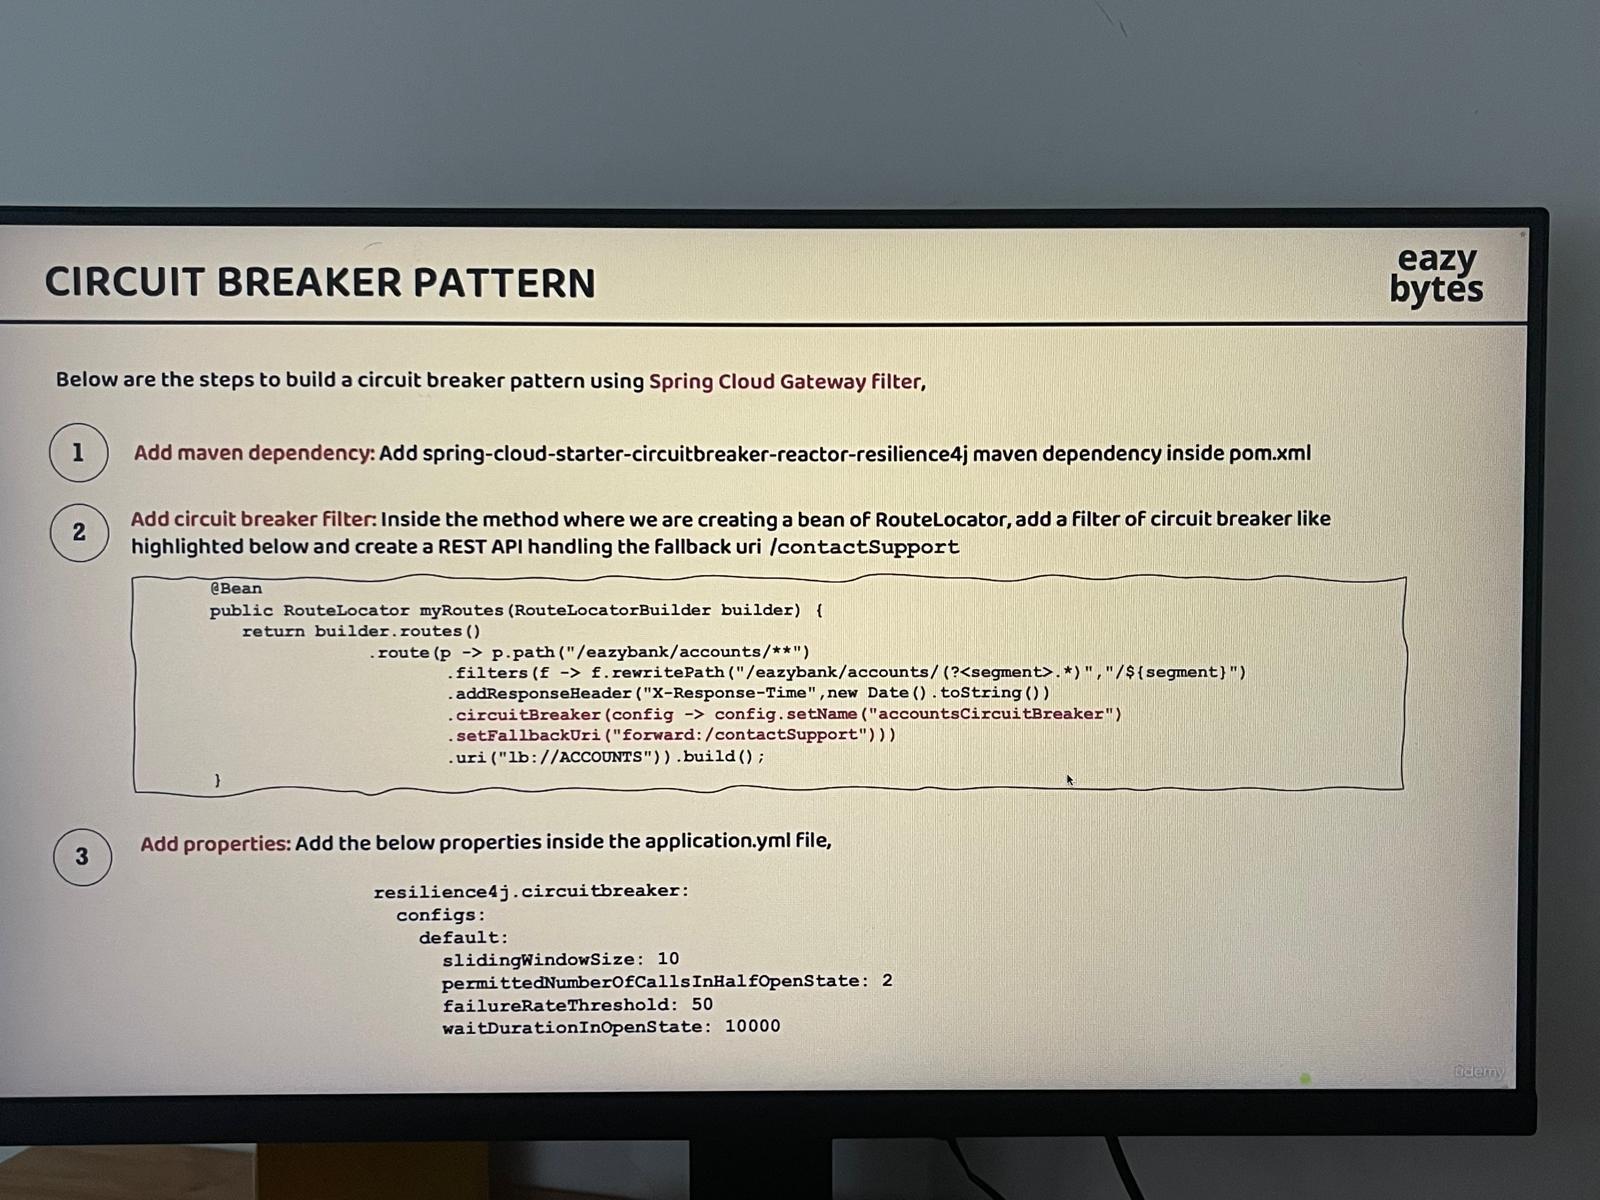 CIRCUIT BREAKER PATTERN
eazy
bytes
Below are the steps to build a circuit breaker pattern using Spring Cloud Gateway filter,
1
Add maven dependency: Add spring-cloud-starter-circuitbreaker-reactor-resilience4j maven dependency inside pom.xml
2
Add circuit breaker filter: Inside the method where we are creating a bean of RouteLocator, add a filter of circuit breaker like
highlighted below and create a REST API handling the fallback uri /contactSupport
@Bean
public RouteLocator myRoutes(RouteLocatorBuilder builder) {
return builder.routes()
.route(p -> p.path("/eazybank/accounts/**")
.filters(f -> f.rewritePath("/eazybank/accounts/(?<segment>.*)","/${segment}")
.addResponseHeader("X-Response-Time",new Date().toString())
.circuitBreaker(config -> config.setName("accountsCircuitBreaker")
.setFallbackUri("forward:/contactSupport")))
.uri("lb://ACCOUNTS")).build();
}
3
Add properties: Add the below properties inside the application.yml file,
resilience4j.circuitbreaker:
configs:
default:
slidingWindowSize: 10
permittedNumberOfCallsInHalfOpenState: 2
failureRateThreshold: 50
waitDurationInOpenState: 10000
udemy